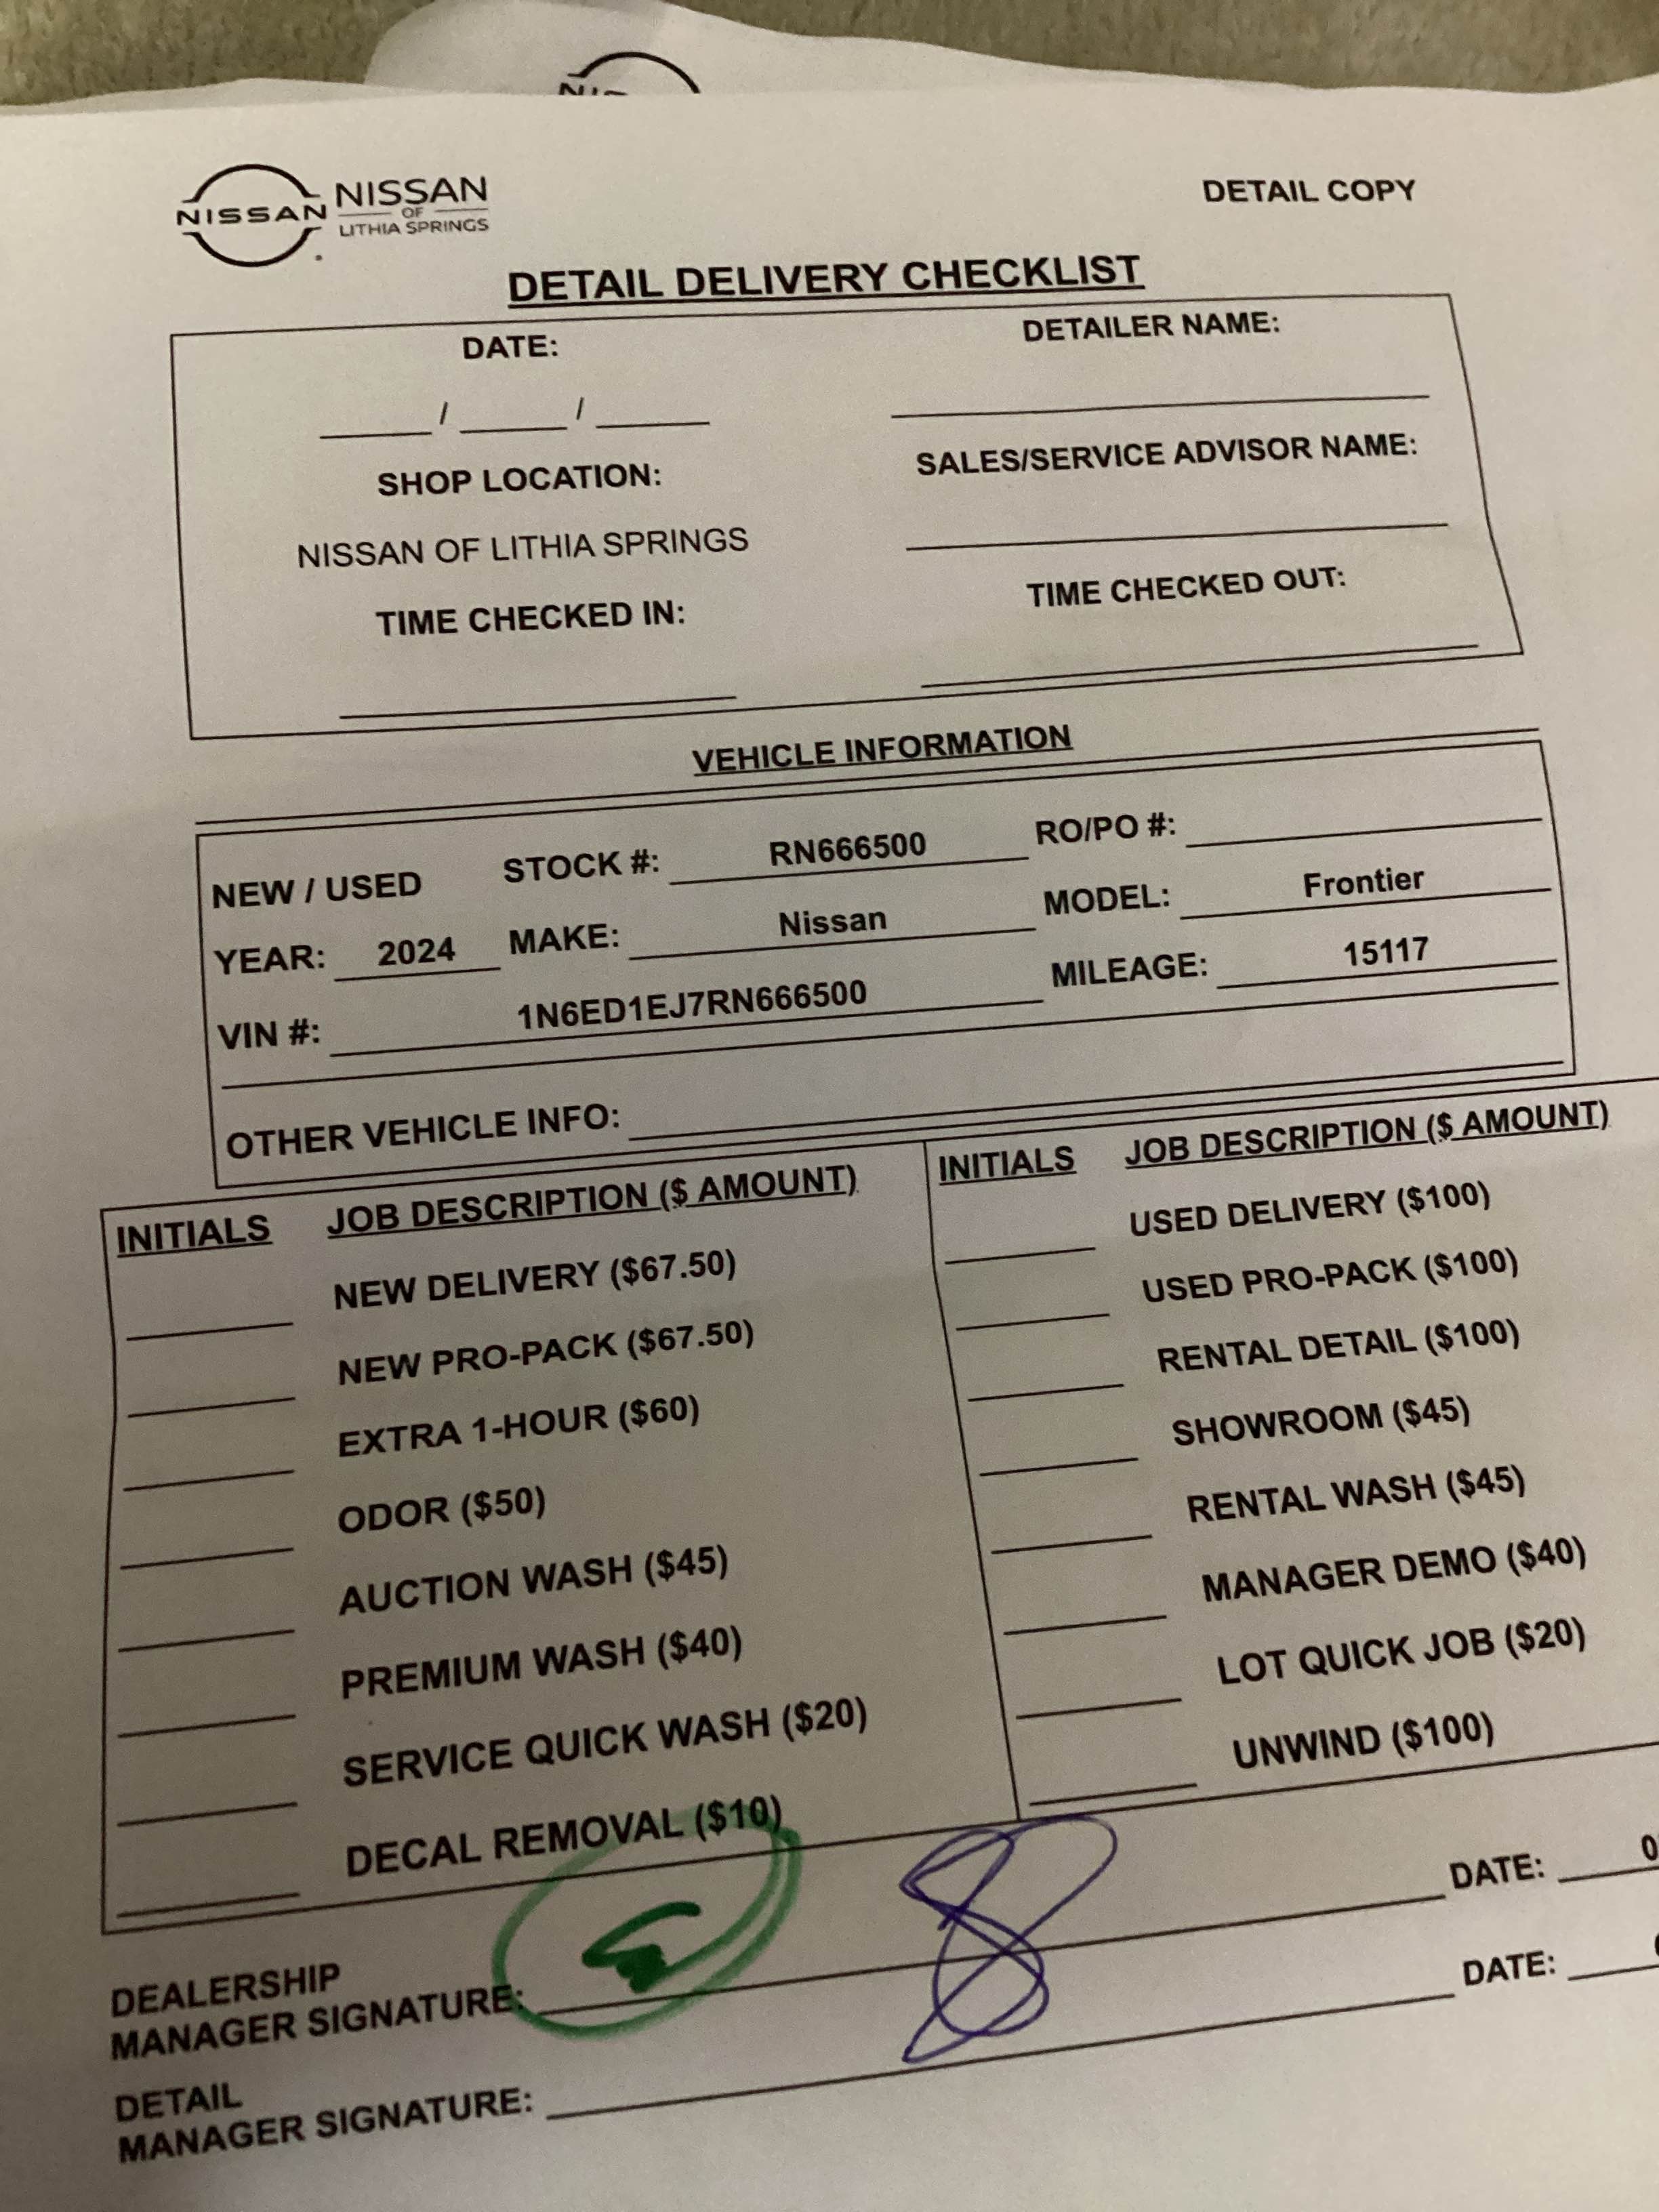 NISSAN NISSAN
OF
LITHIA SPRINGS
DETAIL COPY
DETAIL DELIVERY CHECKLIST
DATE:
DETAILER NAME:
____/____/____
SHOP LOCATION:
SALES/SERVICE ADVISOR NAME:
NISSAN OF LITHIA SPRINGS
TIME CHECKED IN:
TIME CHECKED OUT:
VEHICLE INFORMATION
NEW / USED STOCK #: RN666500 RO/PO #:
YEAR: 2024 MAKE: Nissan MODEL: Frontier
VIN #: 1N6ED1EJ7RN666500 MILEAGE: 15117
OTHER VEHICLE INFO:
INITIALS JOB DESCRIPTION ($ AMOUNT)
NEW DELIVERY ($67.50)
NEW PRO-PACK ($67.50)
EXTRA 1-HOUR ($60)
ODOR ($50)
AUCTION WASH ($45)
PREMIUM WASH ($40)
SERVICE QUICK WASH ($20)
DECAL REMOVAL ($10)
INITIALS JOB DESCRIPTION ($ AMOUNT)
USED DELIVERY ($100)
USED PRO-PACK ($100)
RENTAL DETAIL ($100)
SHOWROOM ($45)
RENTAL WASH ($45)
MANAGER DEMO ($40)
LOT QUICK JOB ($20)
UNWIND ($100)
DEALERSHIP
MANAGER SIGNATURE: DATE: 0
DETAIL
MANAGER SIGNATURE: DATE: